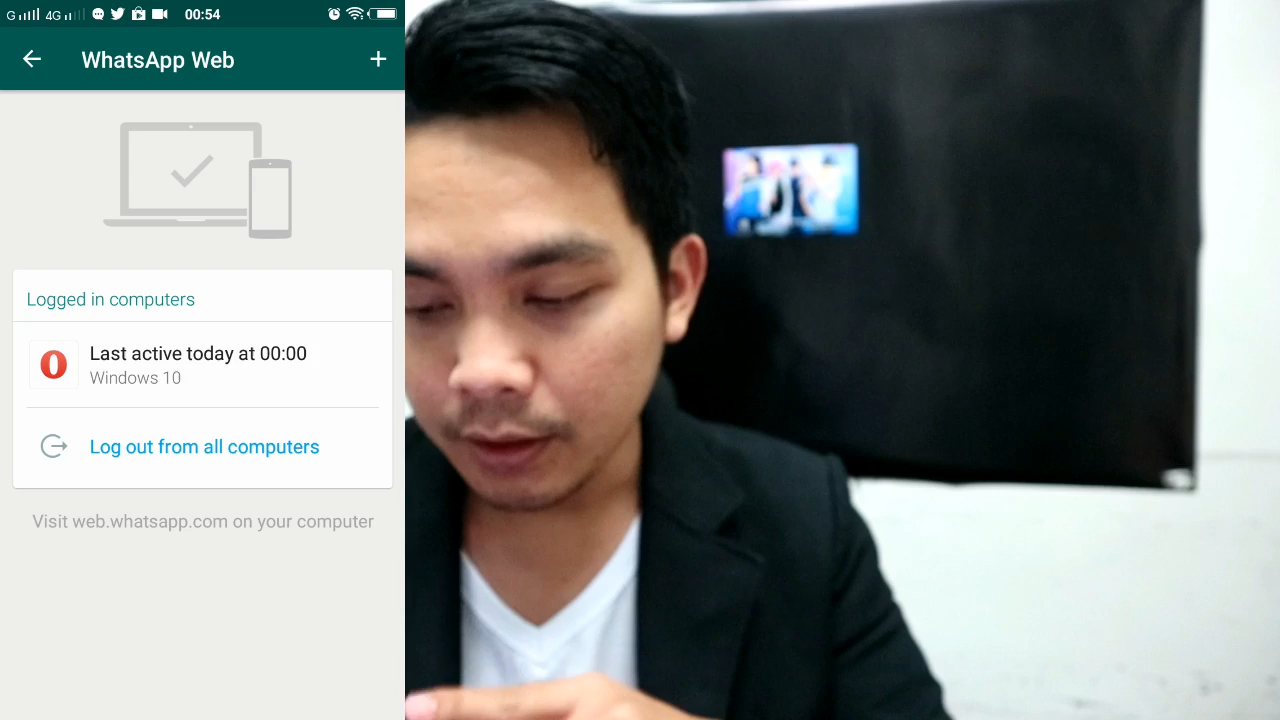 G 4G 00:54
WhatsApp Web
Logged in computers
Last active today at 00:00
Windows 10
Log out from all computers
Visit web.whatsapp.com on your computer